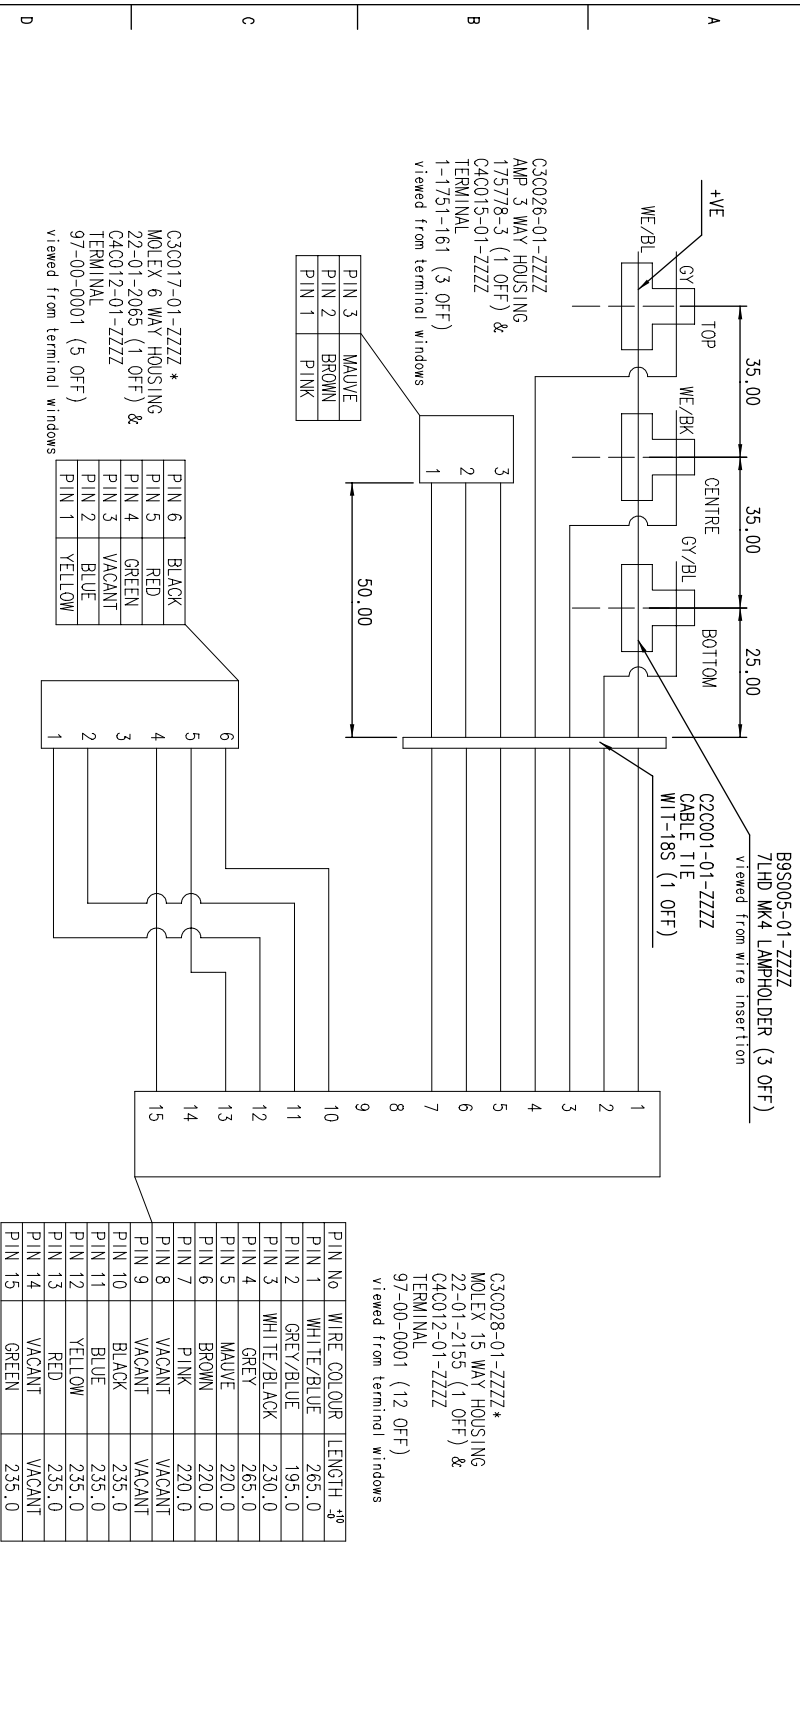 A
B
C
D
B9S005-01-ZZZZ
7LHD MK4 LAMPHOLDER (3 OFF)
viewed from wire insertion
35.00
35.00
25.00
+VE
WE/BL
GY
TOP
WE/BK
CENTRE
GY/BL
BOTTOM
C2C001-01-ZZZZ
CABLE TIE
WIT-18S (1 OFF)
C3C026-01-ZZZZ
AMP 3 WAY HOUSING
175778-3 (1 OFF) &
C4C015-01-ZZZZ
TERMINAL
1-1751-161 (3 OFF)
viewed from terminal windows
PIN 3 MAUVE
PIN 2 BROWN
PIN 1 PINK
3
2
1
50.00
C3C017-01-ZZZZ *
MOLEX 6 WAY HOUSING
22-01-2065 (1 OFF) &
C4C012-01-ZZZZ
TERMINAL
97-00-0001 (5 OFF)
viewed from terminal windows
PIN 6 BLACK
PIN 5 RED
PIN 4 GREEN
PIN 3 VACANT
PIN 2 BLUE
PIN 1 YELLOW
6
5
4
3
2
1
1
2
3
4
5
6
7
8
9
10
11
12
13
14
15
C3C028-01-ZZZZ*
MOLEX 15 WAY HOUSING
22-01-2155 (1 OFF) &
C4C012-01-ZZZZ
TERMINAL
97-00-0001 (12 OFF)
viewed from terminal windows
PIN No WIRE COLOUR LENGTH +10 -0
PIN 1 WHITE/BLUE 265.0
PIN 2 GREY/BLUE 195.0
PIN 3 WHITE/BLACK 230.0
PIN 4 GREY 265.0
PIN 5 MAUVE 220.0
PIN 6 BROWN 220.0
PIN 7 PINK 220.0
PIN 8 VACANT VACANT
PIN 9 VACANT VACANT
PIN 10 BLACK 235.0
PIN 11 BLUE 235.0
PIN 12 YELLOW 235.0
PIN 13 RED 235.0
PIN 14 VACANT VACANT
PIN 15 GREEN 235.0